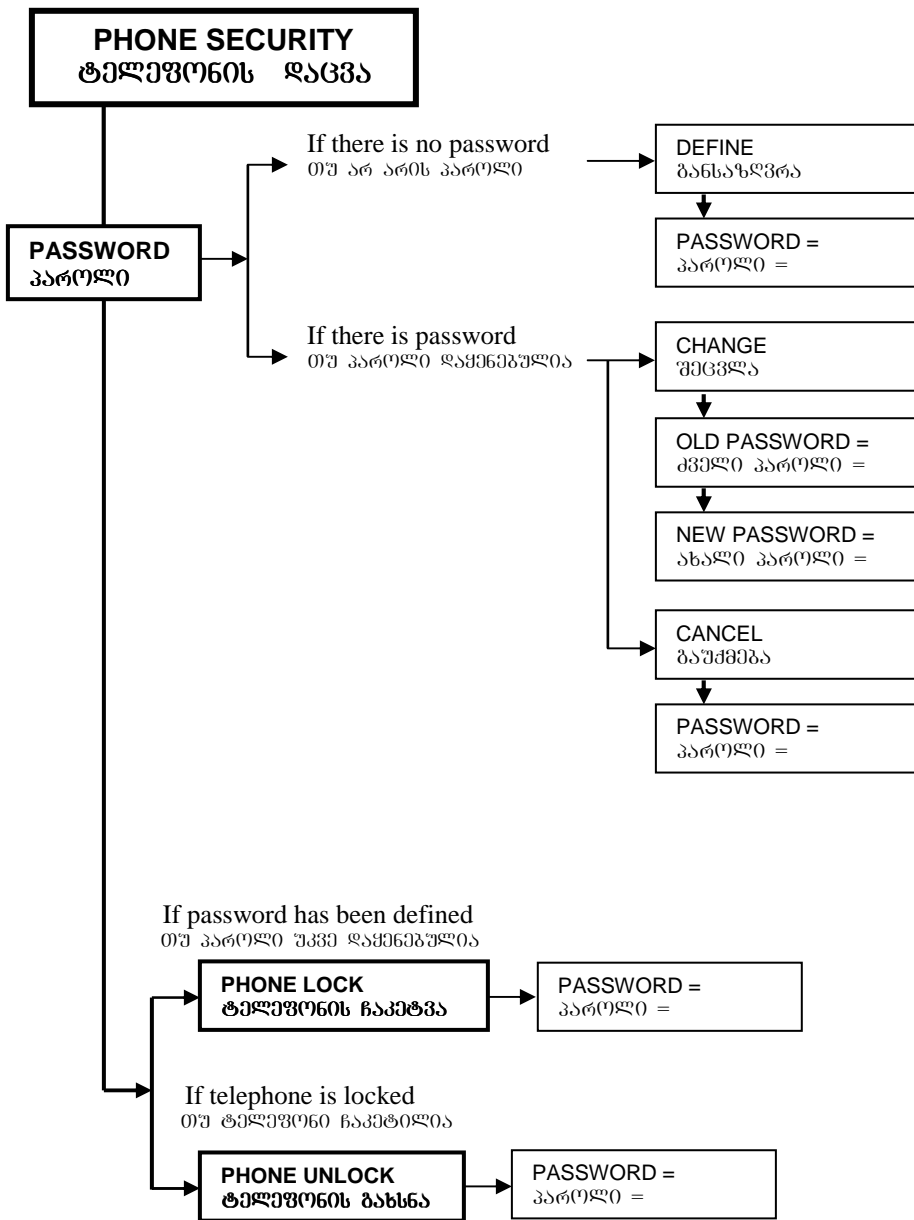 PHONE SECURITY
ტელეფონის დაცვა
If there is no password
თუ არ არის პაროლი
DEFINE
განსაზღვრა
PASSWORD =
პაროლი =
PASSWORD
პაროლი
If there is password
თუ პაროლი დაყენებულია
CHANGE
შეცვლა
OLD PASSWORD =
ძველი პაროლი =
NEW PASSWORD =
ახალი პაროლი =
CANCEL
გაუქმება
PASSWORD =
პაროლი =
If password has been defined
თუ პაროლი უკვე დაყენებულია
PHONE LOCK
ტელეფონის ჩაკეტვა
PASSWORD =
პაროლი =
If telephone is locked
თუ ტელეფონი ჩაკეტილია
PHONE UNLOCK
ტელეფონის გახსნა
PASSWORD =
პაროლი =